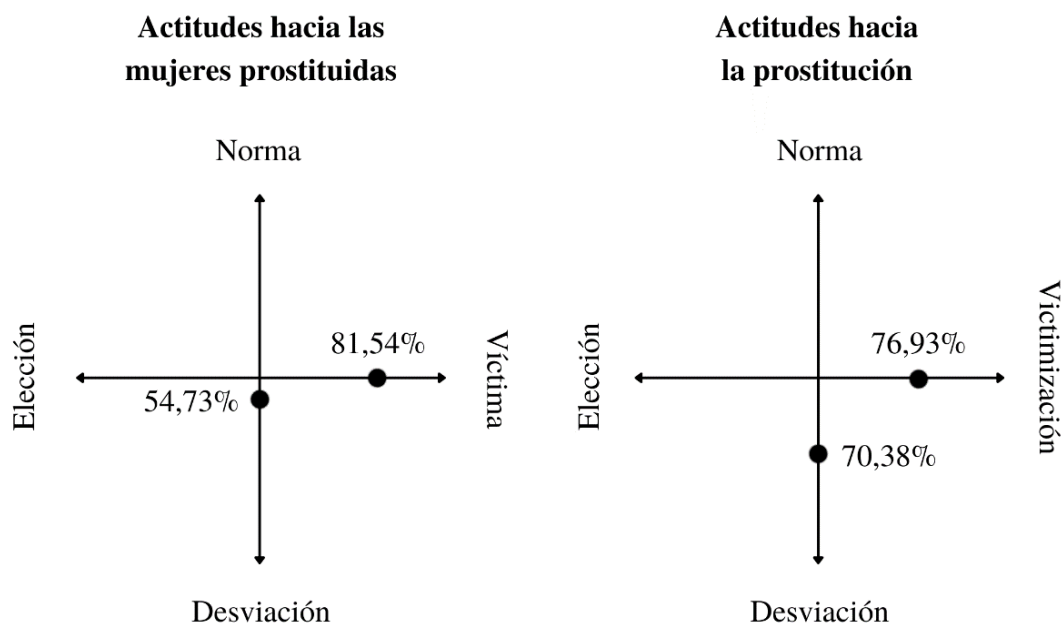 Actitudes hacia las
mujeres prostituidas
Norma
Elección
81,54%
54,73%
Víctima
Desviación
Actitudes hacia
la prostitución
Norma
Elección
76,93%
70,38%
Victimización
Desviación